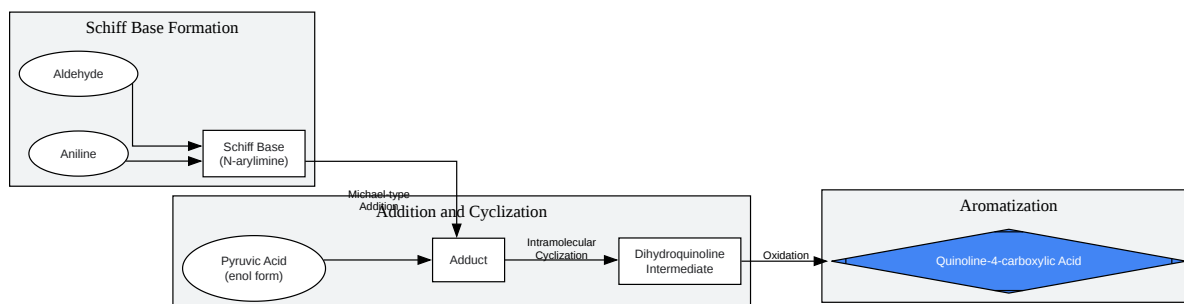 Schiff Base Formation
Aldehyde
Aniline
Schiff Base
(N-arylimine)
Michael-type
Addition
Addition and Cyclization
Pyruvic Acid
(enol form)
Adduct
Intramolecular
Cyclization
Dihydroquinoline
Intermediate
Oxidation
Aromatization
Quinoline-4-carboxylic Acid